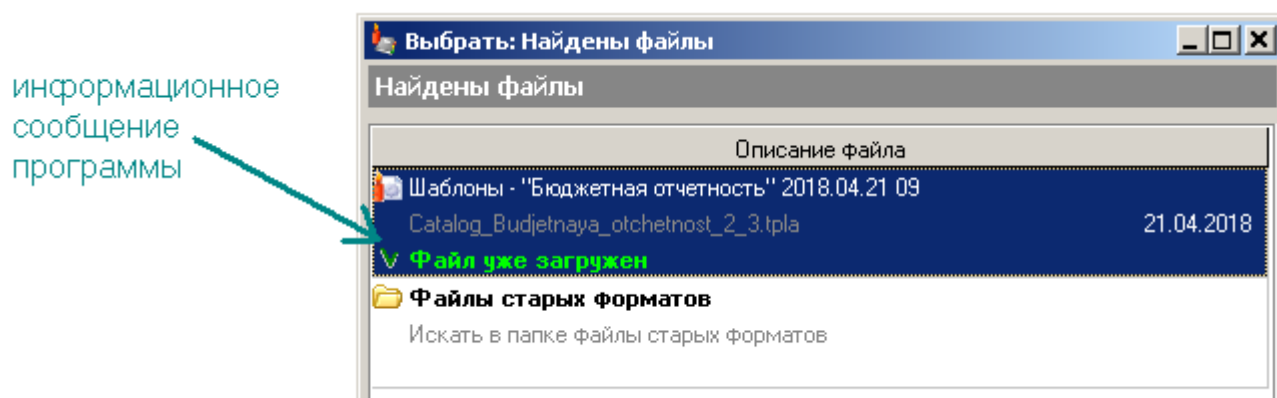 Выбрать: Найдены файлы
Найдены файлы
информационное
сообщение
программы
Описание файла
Шаблоны - "Бюджетная отчетность" 2018.04.21 09
Catalog_Budjetnaya_otchetnost_2_3.tpla 21.04.2018
V Файл уже загружен
Файлы старых форматов
Искать в папке файлы старых форматов